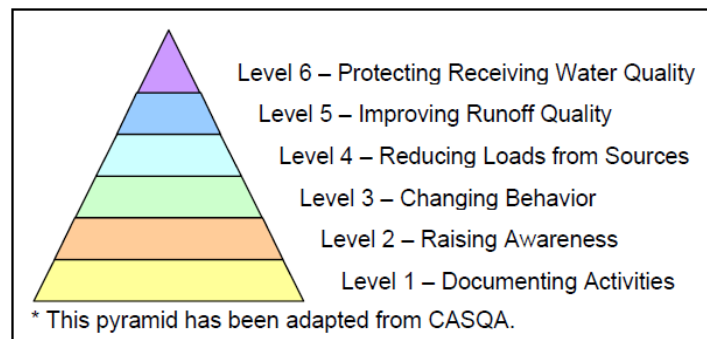 Level 6 – Protecting Receiving Water Quality
Level 5 – Improving Runoff Quality
Level 4 – Reducing Loads from Sources
Level 3 – Changing Behavior
Level 2 – Raising Awareness
Level 1 – Documenting Activities
* This pyramid has been adapted from CASQA.